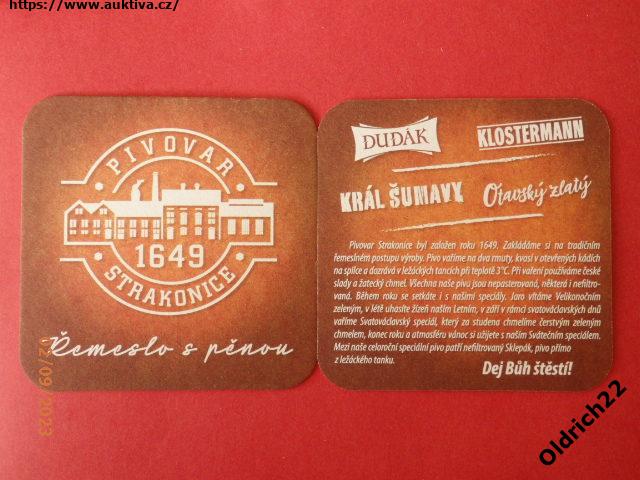 https://www.auktiva.cz/
PIVOVAR
1649
STRAKONICE
Řemeslo s pěnou
02/09/2023
DUDÁK
KLOSTERMANN
KRÁL ŠUMAVY
Otavský zlatý
Pivovar Strakonice byl založen roku 1649. Zakládáme si na tradičním
řemeslném postupu výroby. Pivo vaříme na dva rmuty, kvasí v otevřených kádích
na spilce a dozrává v ležáckých tancích při teplotě 3°C. Při vaření používáme české
slady a žatecký chmel. Všechna naše pivu jsou nepasterovaná, některá i nefiltro-
vaná. Během roku se setkáte i s našimi speciály. Jaro vítáme Velikonočním
zeleným, v létě uhasíte žízeň naším Letním, v září v rámci svatováclavských dnů
vaříme Svatováclavský speciál, který za studena chmelíme čerstvým zeleným
chmelem, konec roku a atmosféru vánoc si užijete s naším Svátečním speciálem.
Mezi naše celoroční speciální pivo patří nefiltrovaný Sklepák, pivo přímo
z ležáckého tanku.
Dej Bůh štěstí!
Oldrich22